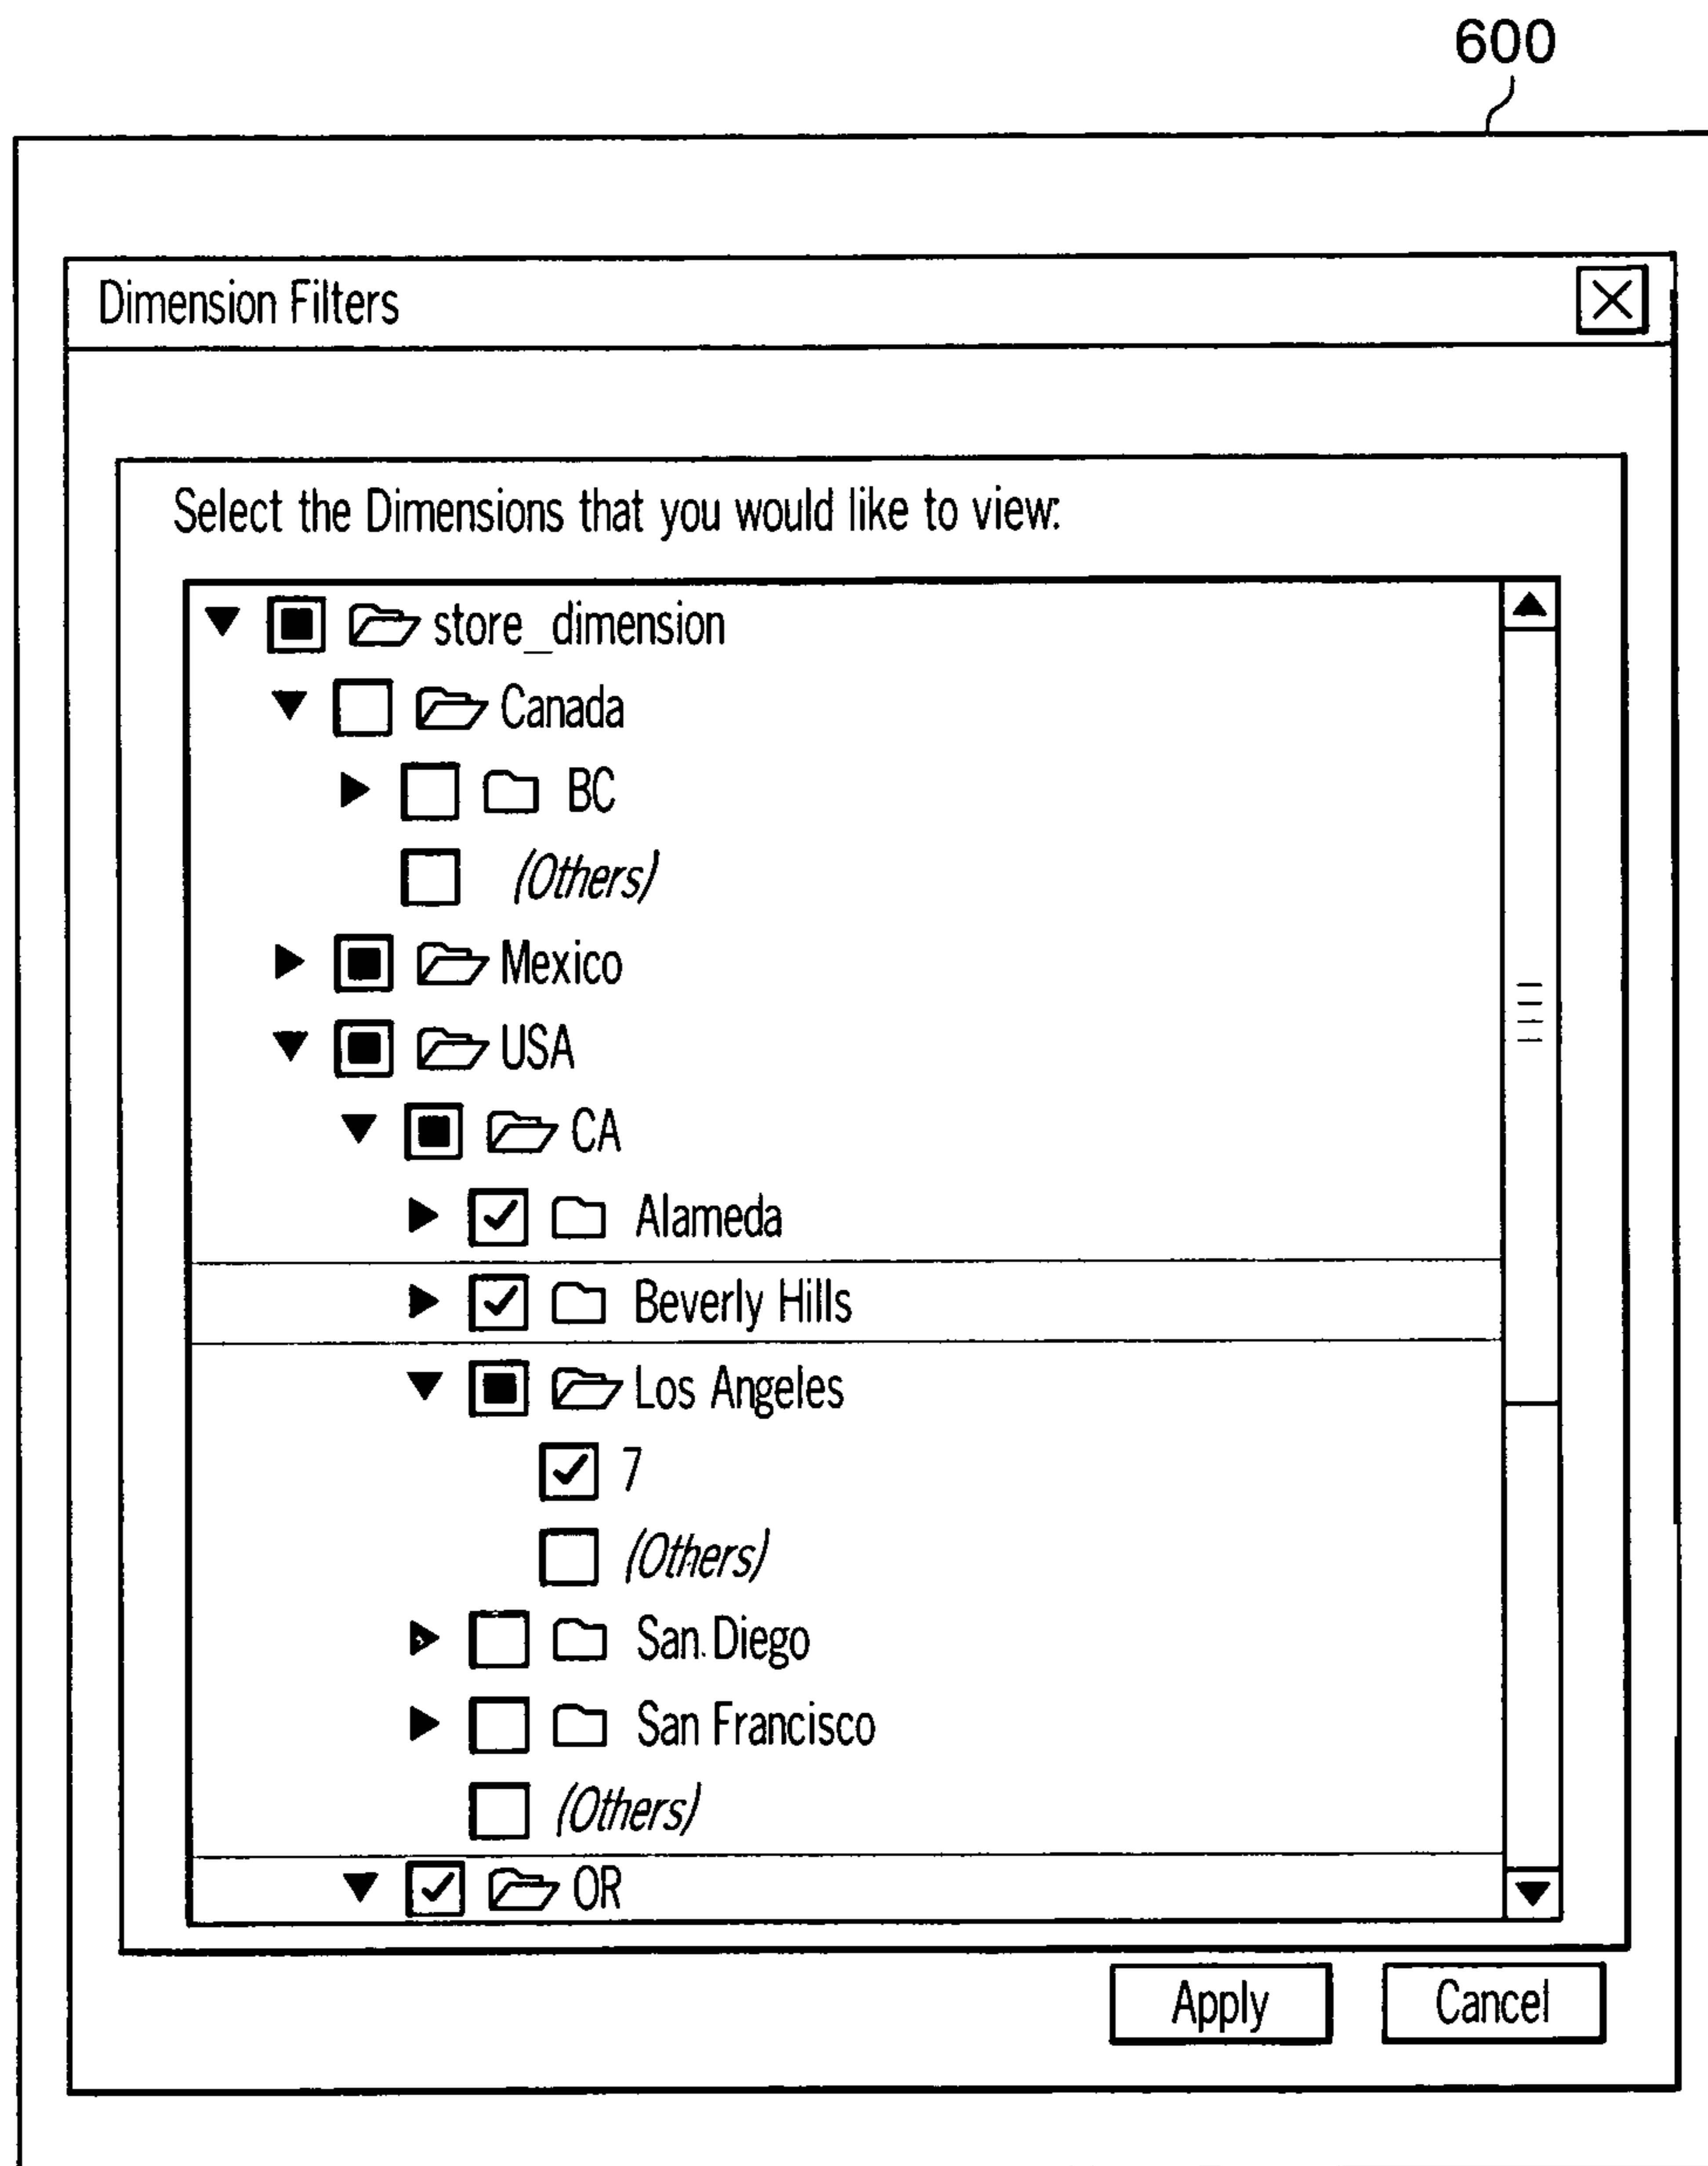 600
Dimension Filters
Select the Dimensions that you would like to view:
store_dimension
Canada
BC
(Others)
Mexico
USA
CA
Alameda
Beverly Hills
Los Angeles
7
(Others)
San Diego
San Francisco
(Others)
OR
Apply Cancel